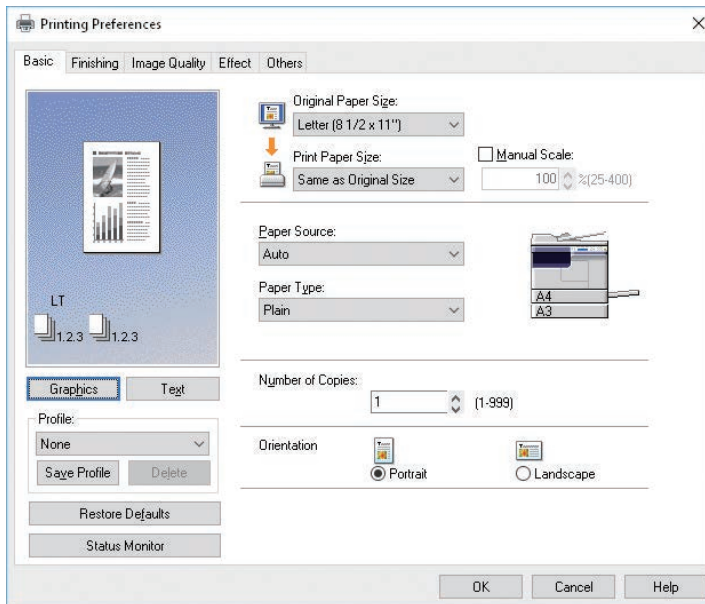 Printing Preferences
Basic Finishing Image Quality Effect Others
Original Paper Size:
Letter (8 1/2 x 11")
Print Paper Size:
Manual Scale:
Same as Original Size
100 %(25-400)
Paper Source:
Auto
Paper Type:
Plain
A4
A3
LT
1.2.3 1.2.3
Graphics Text
Profile:
None
Save Profile Delete
Restore Defaults
Status Monitor
Number of Copies:
1 (1-999)
Orientation
Portrait Landscape
OK Cancel Help